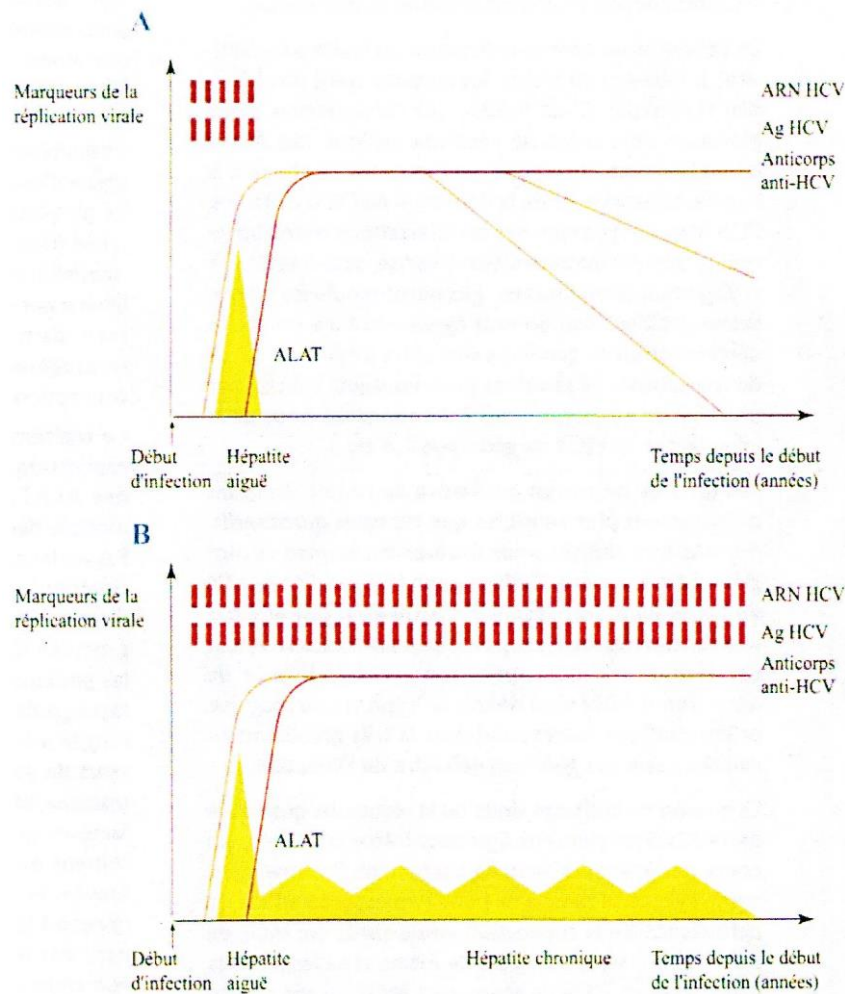 A
Marqueurs de la
réplication virale
ARN HCV
Ag HCV
Anticorps
anti-HCV
ALAT
Début
d'infection
Hépatite
aiguë
Temps depuis le début
de l'infection (années)
B
Marqueurs de la
réplication virale
ARN HCV
Ag HCV
Anticorps
anti-HCV
ALAT
Début
d'infection
Hépatite
aiguë
Hépatite chronique
Temps depuis le début
de l'infection (années)